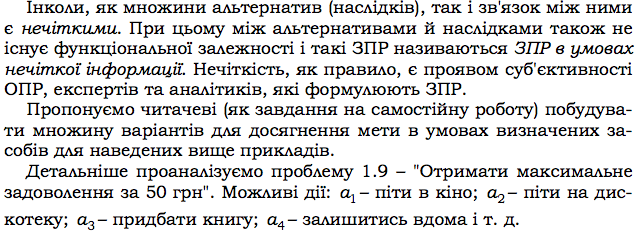 Інколи, як множини альтернатив (наслідків), так і зв'язок між ними
є нечіткими. При цьому між альтернативами й наслідками також не
існує функціональної залежності і такі ЗПР називаються ЗПР в умовах
нечіткої інформації. Нечіткість, як правило, є проявом суб'єктивності
ОПР, експертів та аналітиків, які формулюють ЗПР.
Пропонуємо читачеві (як завдання на самостійну роботу) побудува-
ти множину варіантів для досягнення мети в умовах визначених за-
собів для наведених вище прикладів.
Детальніше проаналізуємо проблему 1.9 – "Отримати максимальне
задоволення за 50 грн". Можливі дії: a₁ – піти в кіно; a₂ – піти на дис-
котеку; a₃ – придбати книгу; a₄ – залишитись вдома і т. д.